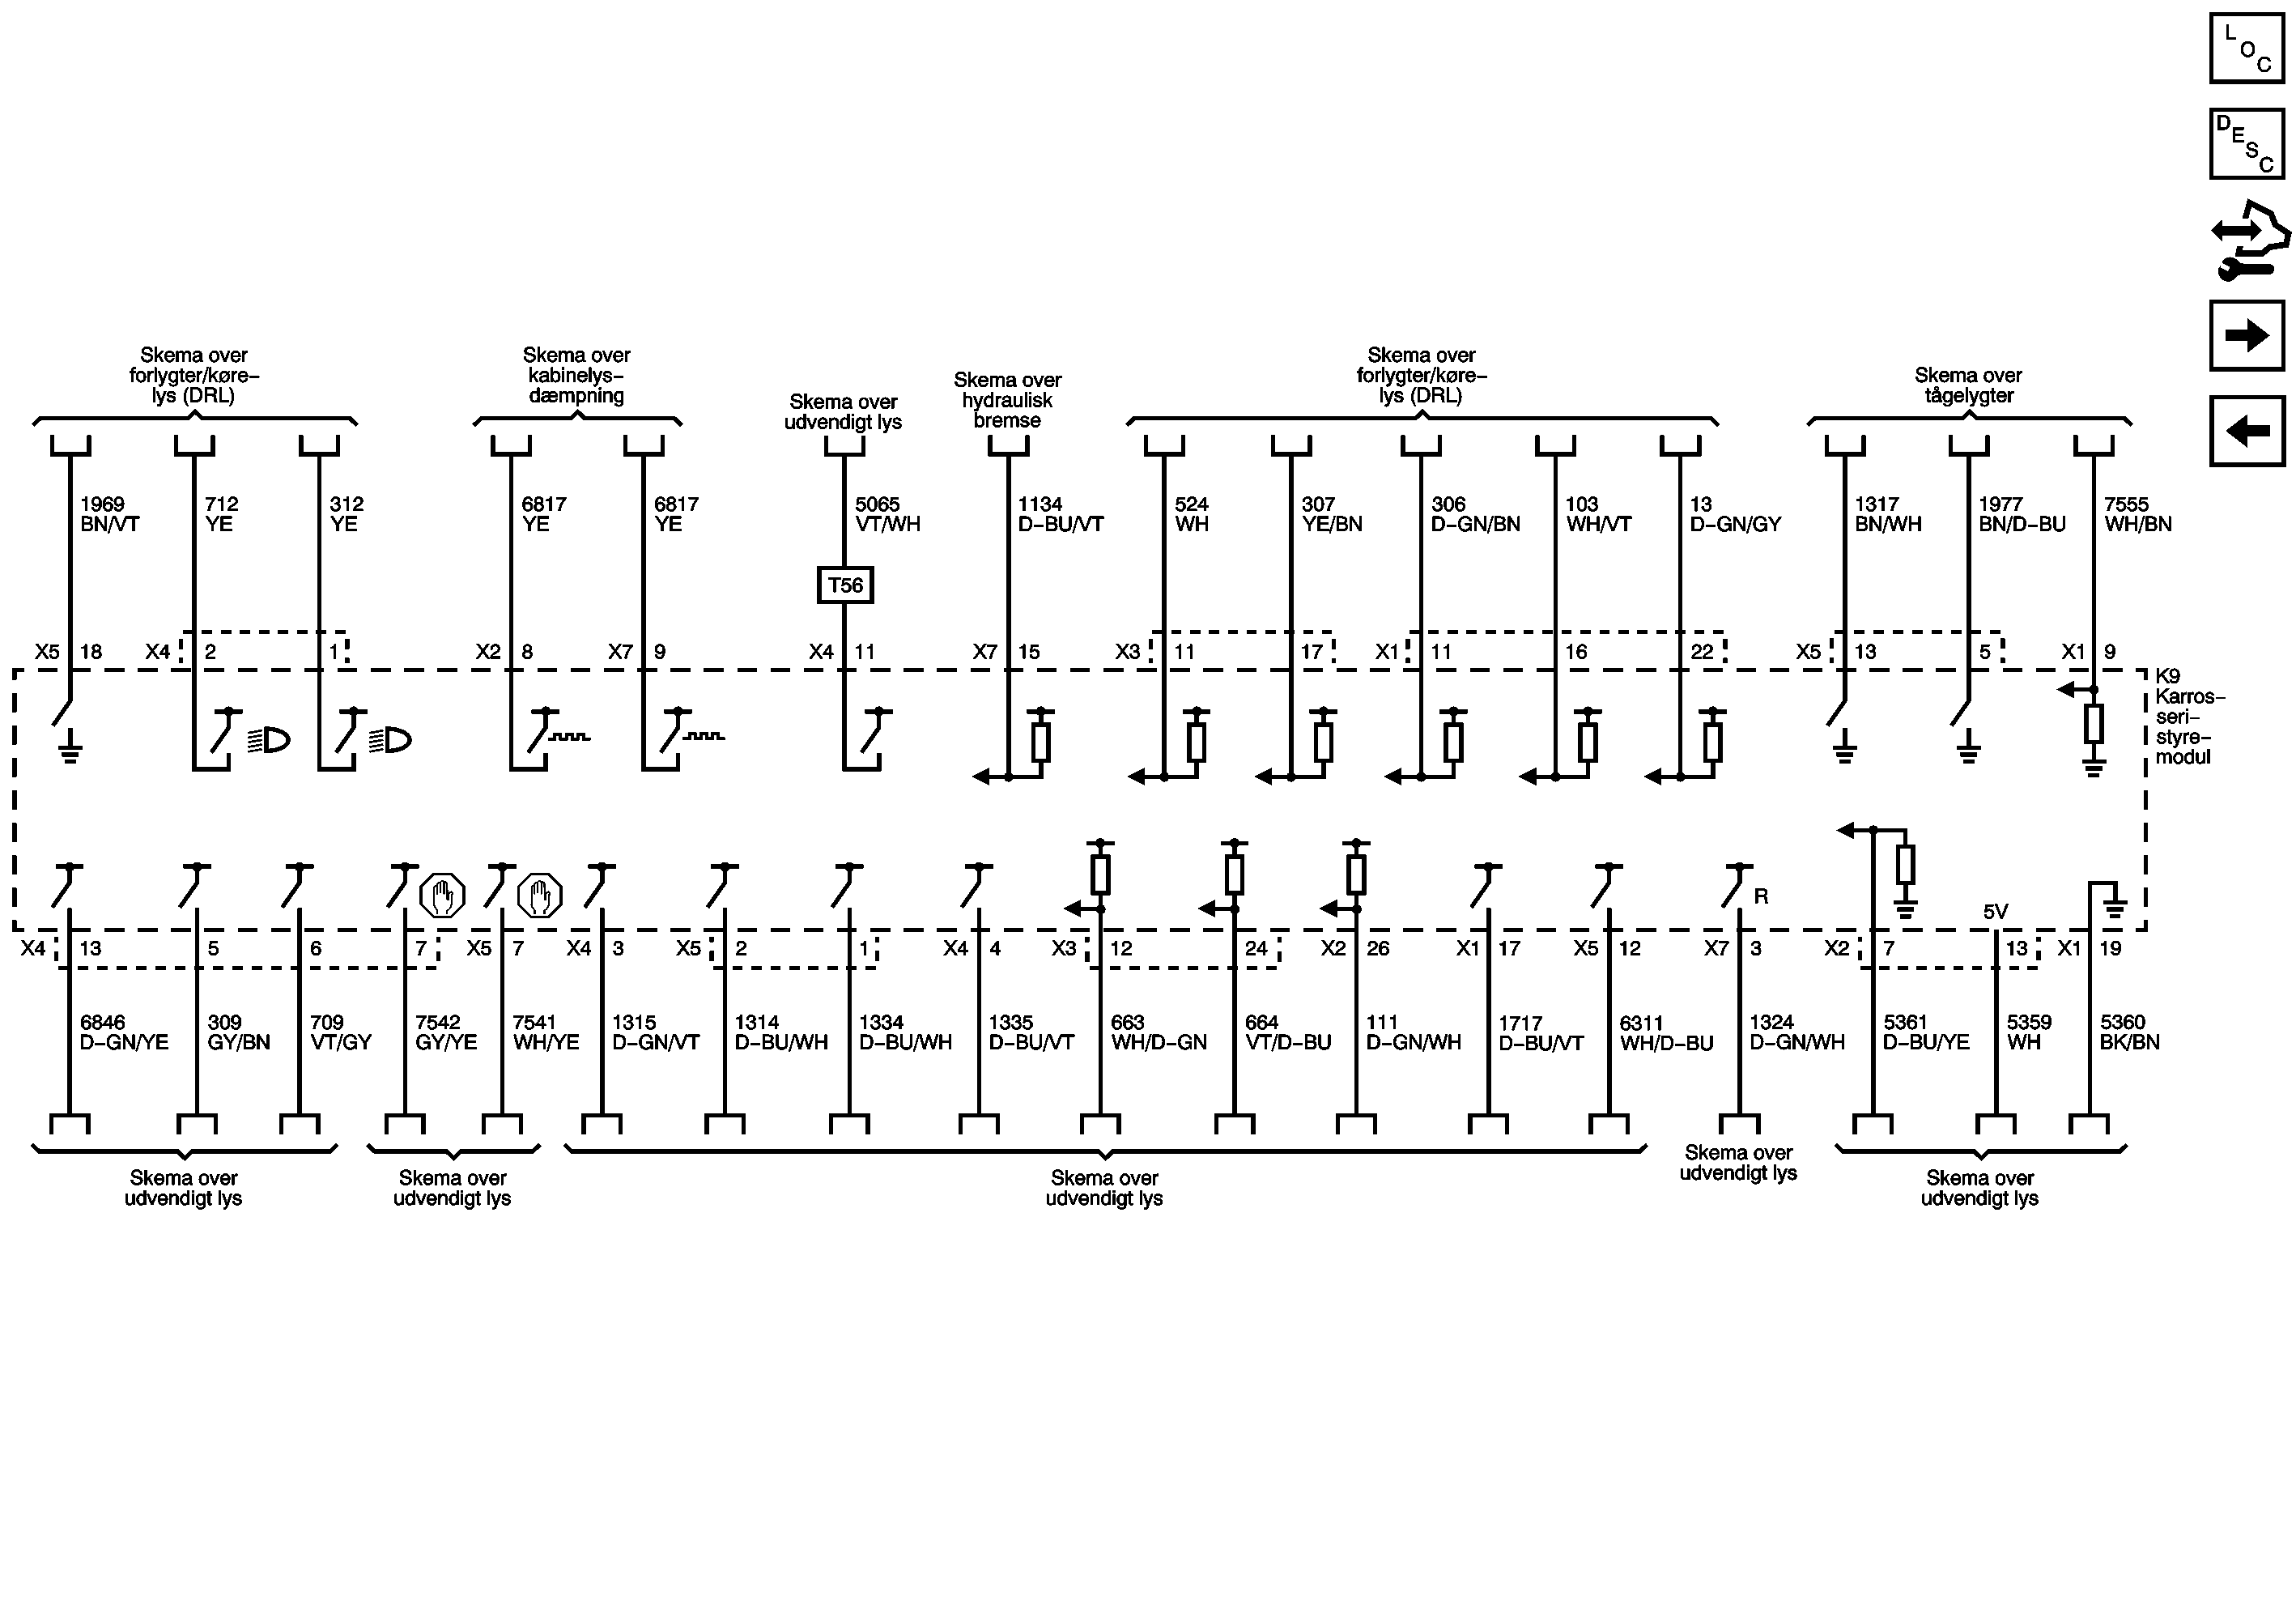 L
O
C
D
E
S
C
Skema over
forlygter/køre–
lys (DRL)
Skema over
kabinelys–
dæmpning
Skema over
udvendigt lys
Skema over
hydraulisk
bremse
Skema over
forlygter/køre–
lys (DRL)
Skema over
tågelygter
1969
BN/VT
712
YE
312
YE
6817
YE
6817
YE
5065
VT/WH
1134
D–BU/VT
524
WH
307
YE/BN
306
D–GN/BN
103
WH/VT
13
D–GN/GY
1317
BN/WH
1977
BN/D–BU
7555
WH/BN
T56
X5 18 X4 2 1 X2 8 X7 9 X4 11 X7 15 X3 11 17 X1 11 16 22 X5 13 5 X1 9
K9
Karros–
seri–
styre–
modul
R
5V
X4 13 5 6 7 X5 7 X4 3 X5 2 1 X4 4 X3 12 24 X2 26 X1 17 X5 12 X7 3 X2 7 13 X1 19
6846
D–GN/YE
309
GY/BN
709
VT/GY
7542
GY/YE
7541
WH/YE
1315
D–GN/VT
1314
D–BU/WH
1334
D–BU/WH
1335
D–BU/VT
663
WH/D–GN
664
VT/D–BU
111
D–GN/WH
1717
D–BU/VT
6311
WH/D–BU
1324
D–GN/WH
5361
D–BU/YE
5359
WH
5360
BK/BN
Skema over
udvendigt lys
Skema over
udvendigt lys
Skema over
udvendigt lys
Skema over
udvendigt lys
Skema over
udvendigt lys